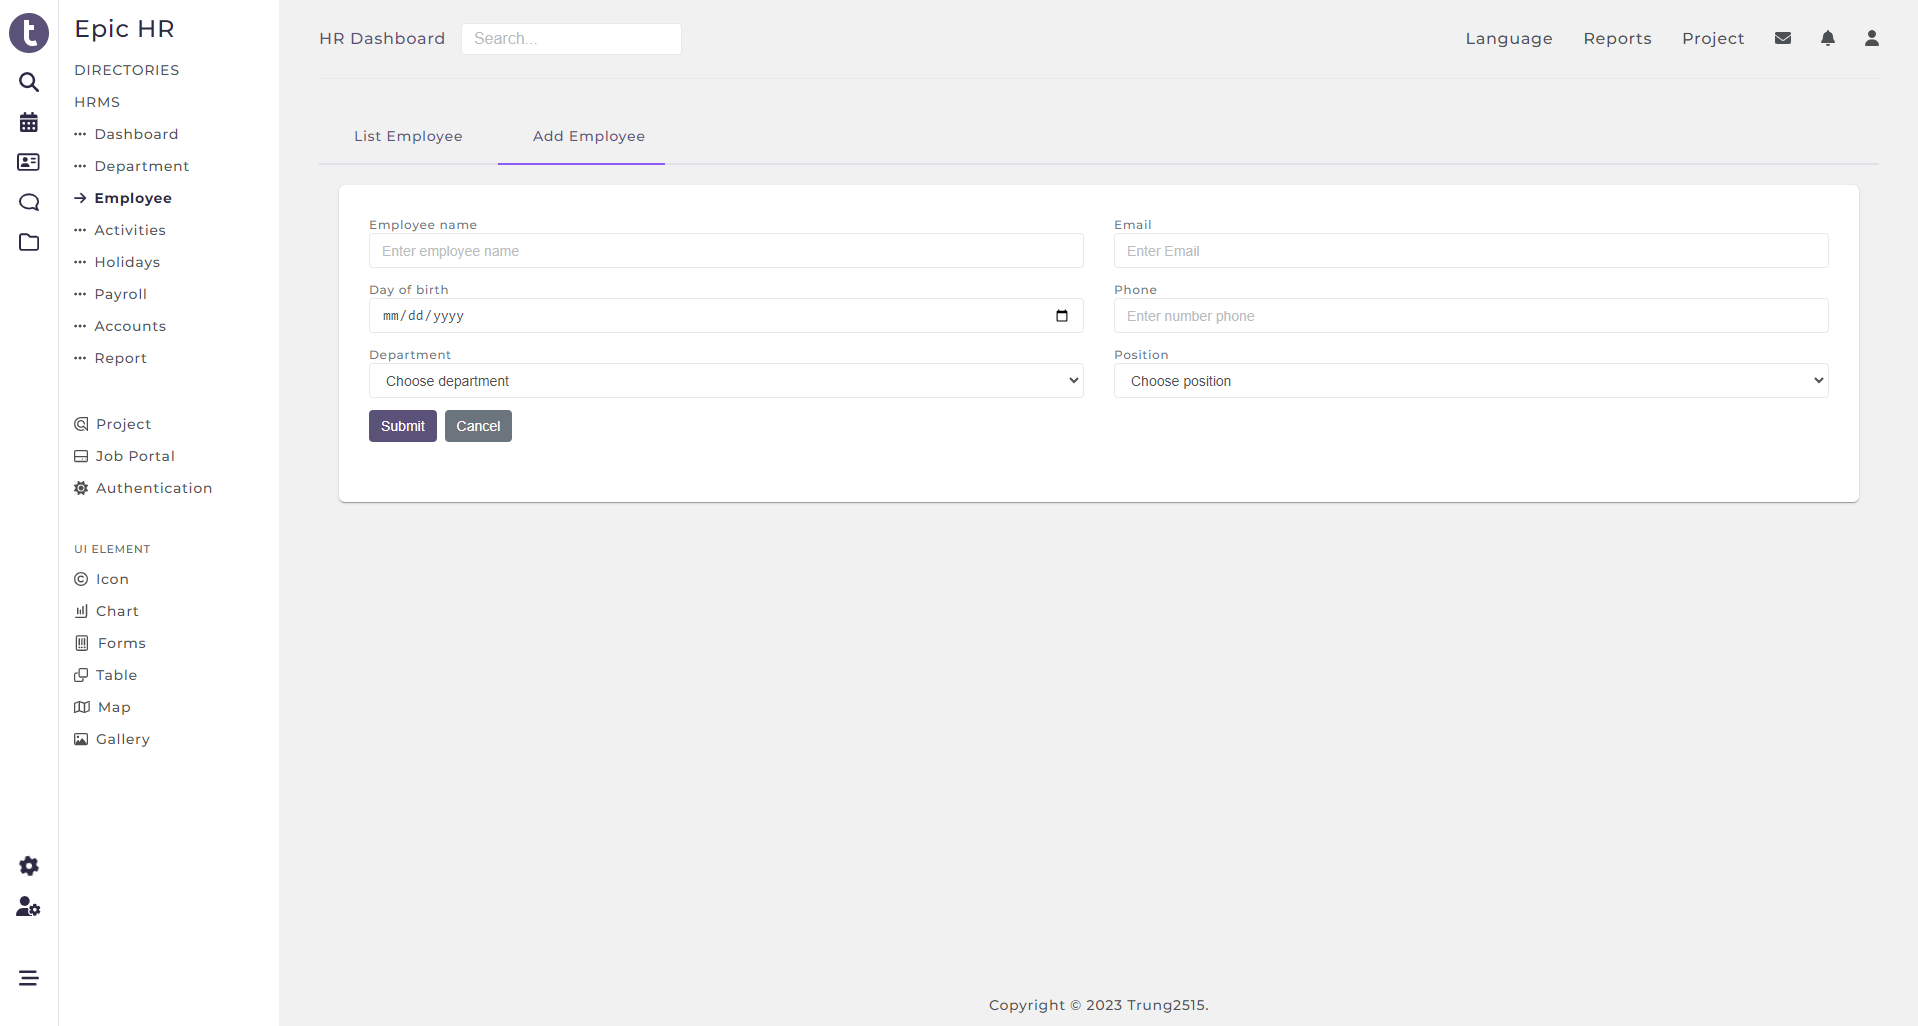 t
Epic HR
DIRECTORIES
HRMS
Dashboard
Department
Employee
Activities
Holidays
Payroll
Accounts
Report
Project
Job Portal
Authentication
UI ELEMENT
Icon
Chart
Forms
Table
Map
Gallery
HR Dashboard Search... Language Reports Project
List Employee Add Employee
Employee name Email
Enter employee name Enter Email
Day of birth Phone
mm/dd/yyyy Enter number phone
Department Position
Choose department Choose position
Submit Cancel
Copyright © 2023 Trung2515.